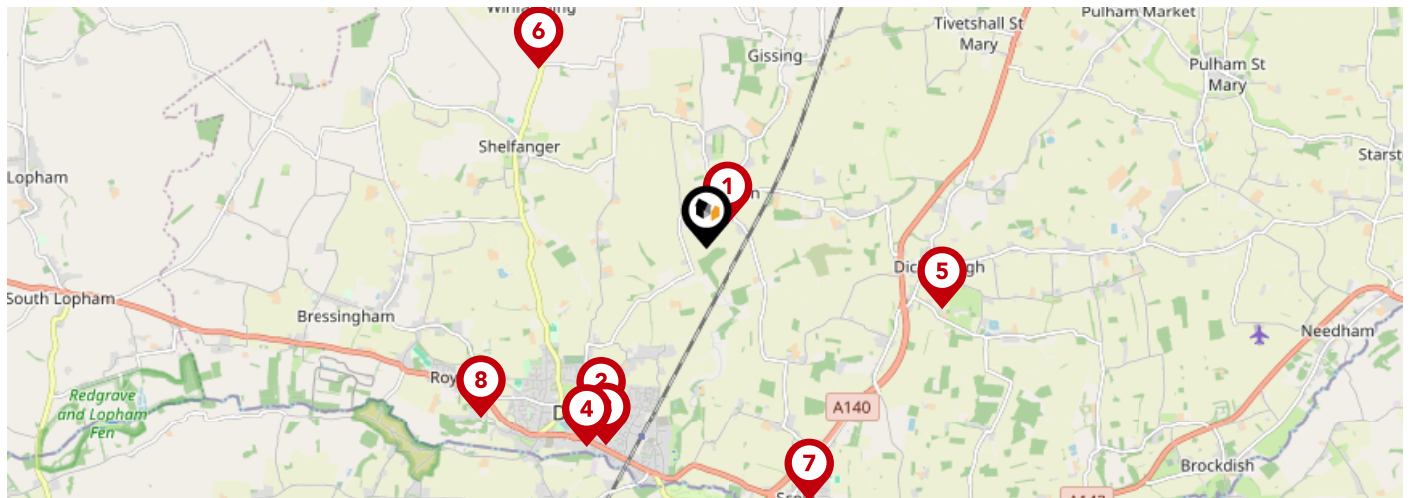 Tivetshall St
Mary
Pulham Market
6
Gissing
Pulham St
Mary
Shelfanger
Starst
Lopham
1
n
5
South Lopham
Bressingham
Needham
8
2
Redgrave
and Lopham
Fen
4
A140
7
Brockdish